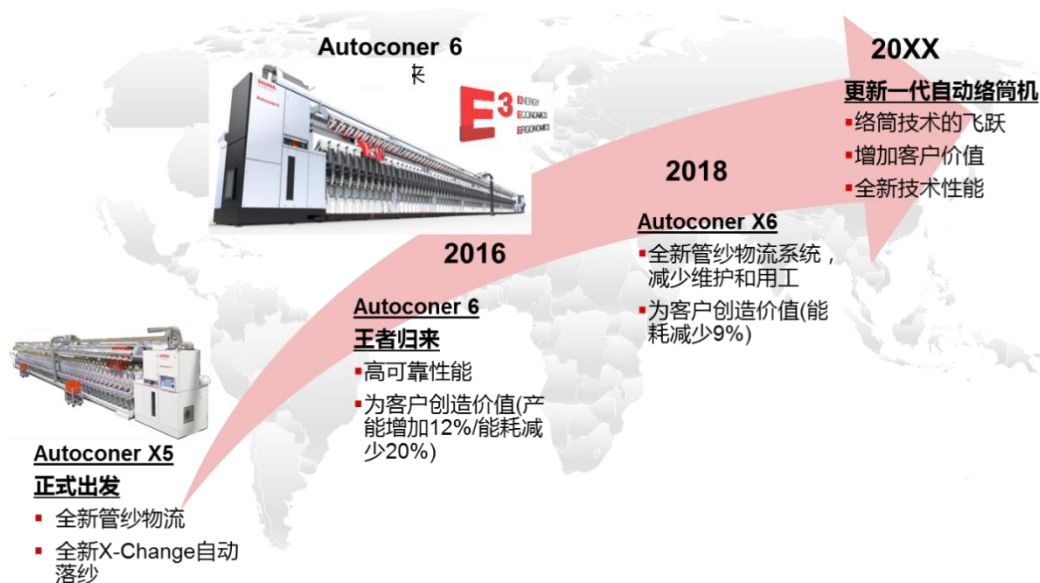 Autoconer 6
E³ ENERGY
ECONOMICS
ERGONOMICS
20XX
更新一代自动络筒机
▪络筒技术的飞跃
▪增加客户价值
▪全新技术性能
2018
Autoconer X6
▪全新管纱物流系统，
减少维护和用工
▪为客户创造价值(能
耗减少9%)
2016
Autoconer 6
王者归来
▪高可靠性能
▪为客户创造价值(产
能增加12%/能耗减
少20%)
Autoconer X5
正式出发
▪ 全新管纱物流
▪ 全新X-Change自动
落纱